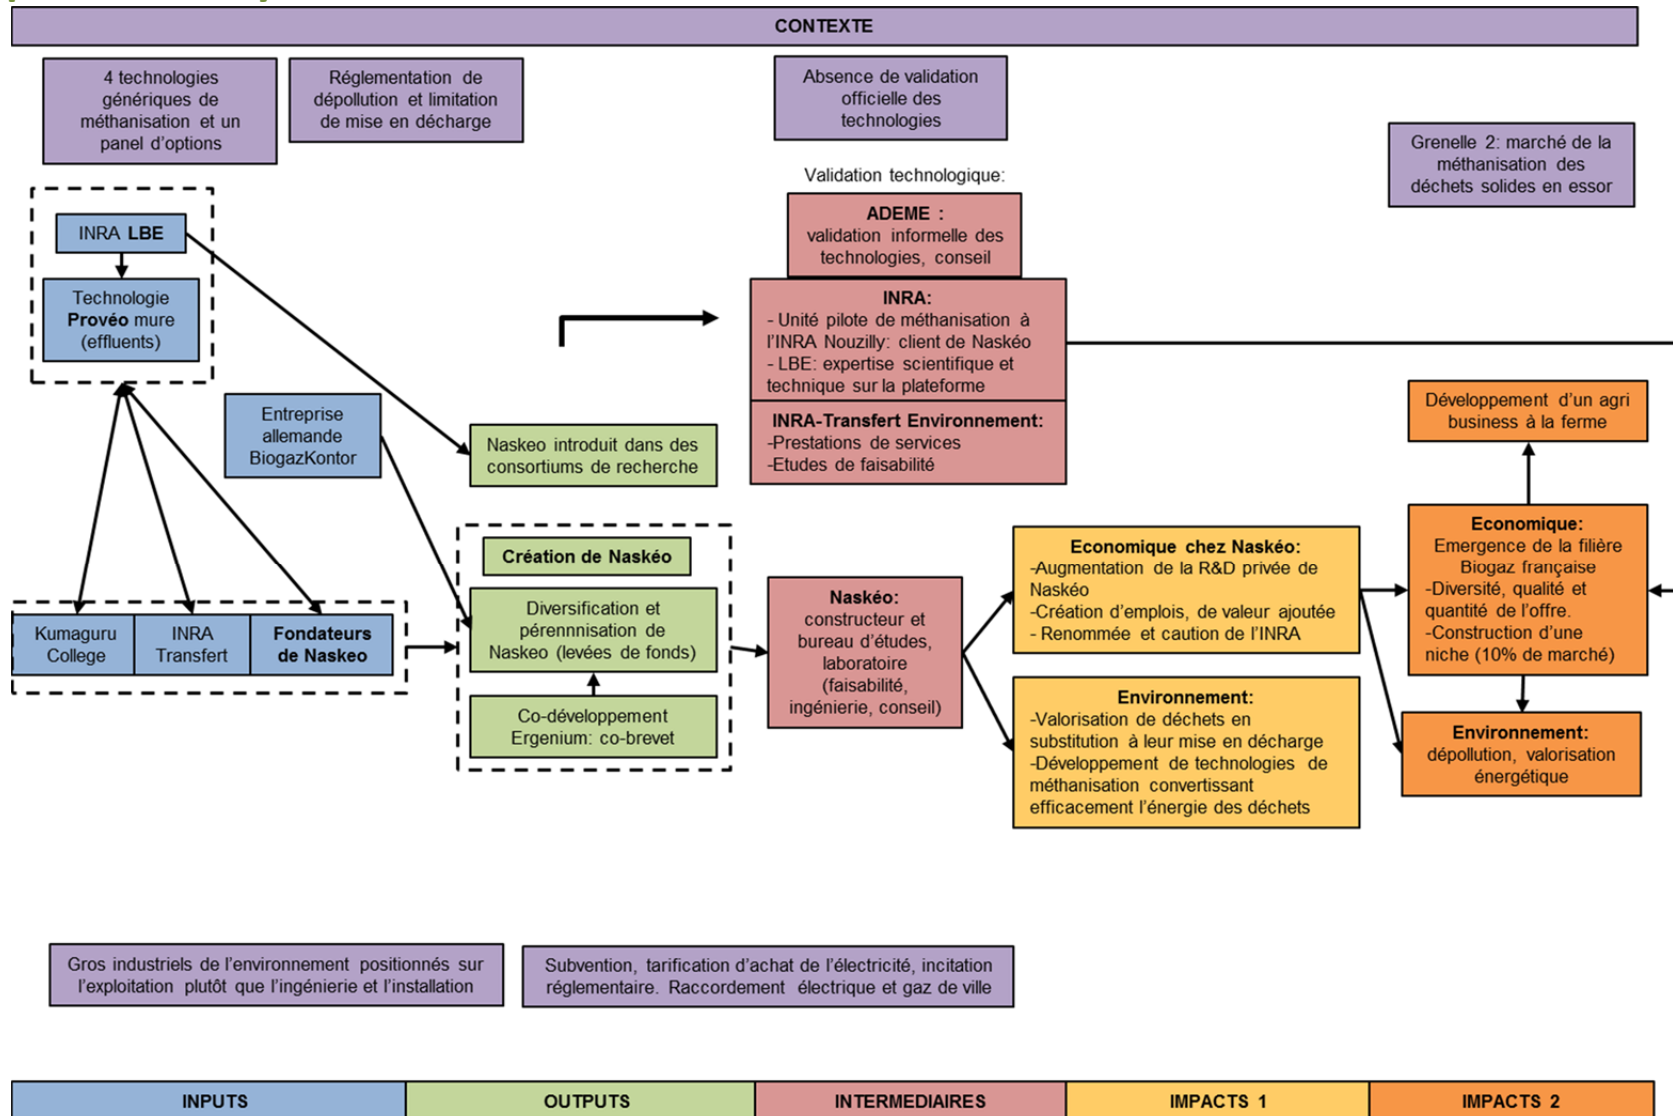 CONTEXTE
4 technologies
génériques de
méthanisation et un
panel d'options
Réglementation de
dépollution et limitation
de mise en décharge
Absence de validation
officielle des
technologies
Grenelle 2: marché de la
méthanisation des
déchets solides en essor
Validation technologique:
INRA LBE
Technologie
Provéo mure
(effluents)
ADEME :
validation informelle des
technologies, conseil
INRA:
- Unité pilote de méthanisation à
l'INRA Nouzilly: client de Naskéo
- LBE: expertise scientifique et
technique sur la plateforme
INRA-Transfert Environnement:
-Prestations de services
-Etudes de faisabilité
Entreprise
allemande
BiogazKontor
Naskeo introduit dans des
consortiums de recherche
Développement d'un agri
business à la ferme
Kumaguru
College
INRA
Transfert
Fondateurs
de Naskeo
Création de Naskéo
Diversification et
pérennnisation de
Naskeo (levées de fonds)
Co-développement
Ergenium: co-brevet
Naskéo:
constructeur et
bureau d'études,
laboratoire
(faisabilité,
ingénierie, conseil)
Economique chez Naskéo:
-Augmentation de la R&D privée de
Naskéo
-Création d'emplois, de valeur ajoutée
- Renommée et caution de l'INRA
Environnement:
-Valorisation de déchets en
substitution à leur mise en décharge
-Développement de technologies de
méthanisation convertissant
efficacement l'énergie des déchets
Economique:
Emergence de la filière
Biogaz française
-Diversité, qualité et
quantité de l'offre.
-Construction d'une
niche (10% de marché)
Environnement:
dépollution, valorisation
énergétique
Gros industriels de l'environnement positionnés sur
l'exploitation plutôt que l'ingénierie et l'installation
Subvention, tarification d'achat de l'électricité, incitation
réglementaire. Raccordement électrique et gaz de ville
INPUTS
OUTPUTS
INTERMEDIAIRES
IMPACTS 1
IMPACTS 2